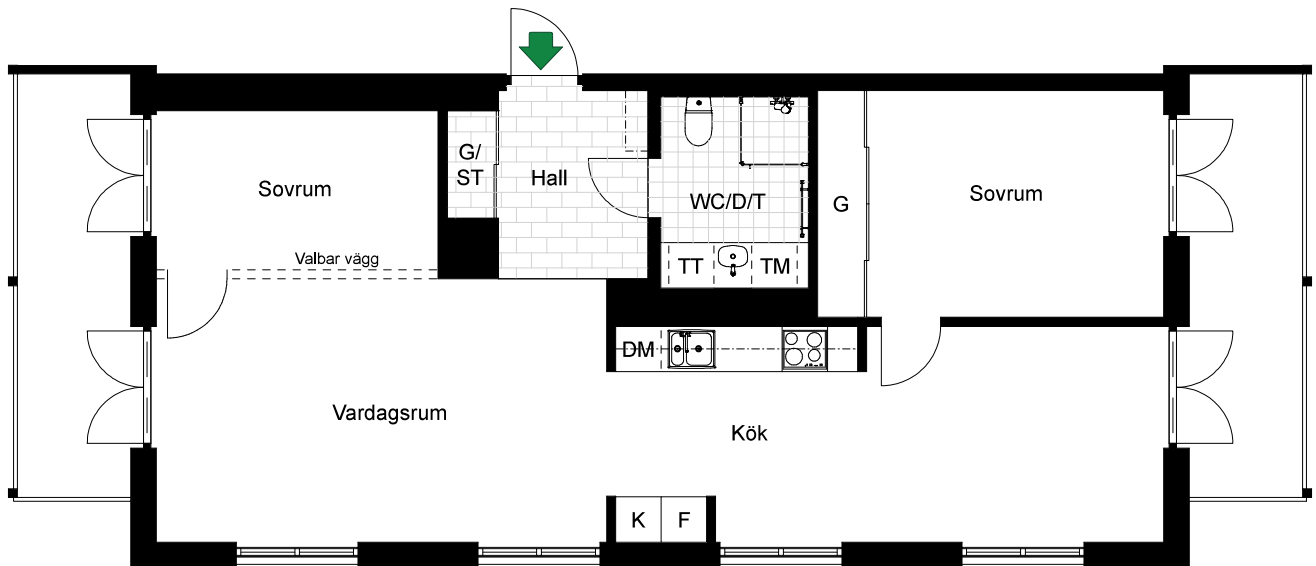 G/
ST
Hall
Sovrum
WC/D/T
G
Sovrum
Valbar vägg
TT
TM
DM
Vardagsrum
Kök
K
F